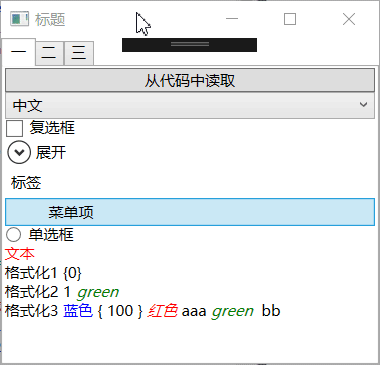 标题
一 二 三
从代码中读取
中文
复选框
展开
标签
菜单项
单选框
文本
格式化1 {0}
格式化2 1 green
格式化3 蓝色 { 100 } 红色 aaa green  bb